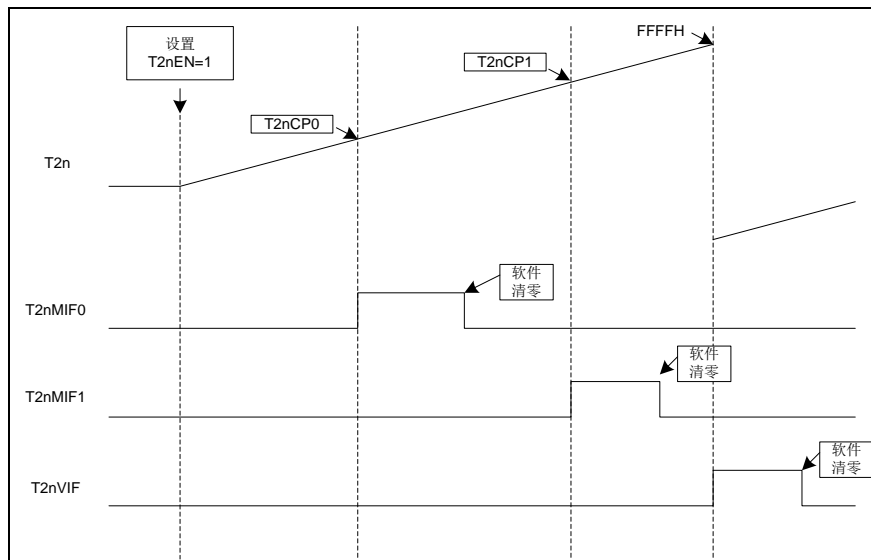 设置
T2nEN=1
FFFFH
T2nCP1
T2nCP0
T2n
软件
清零
T2nMIF0
软件
清零
T2nMIF1
软件
清零
T2nVIF